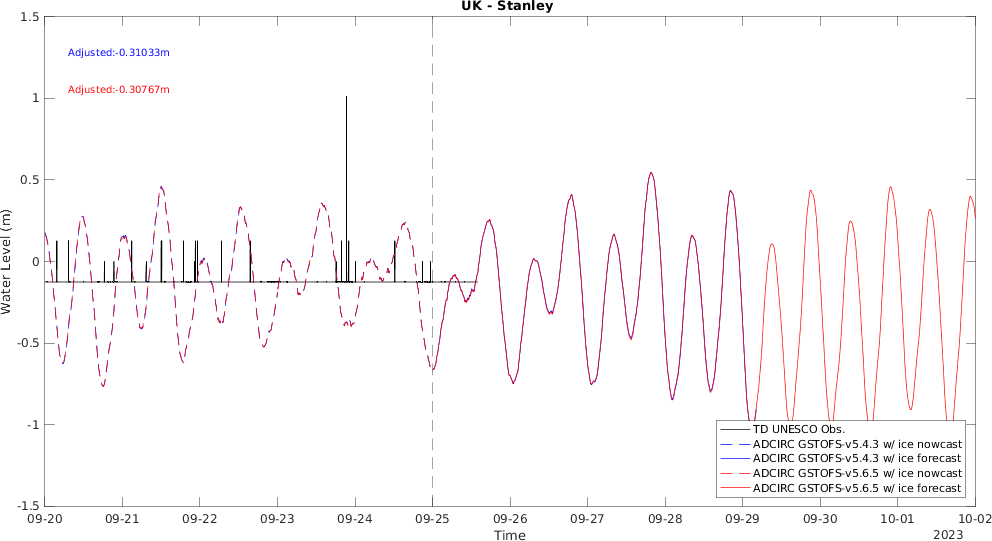 UK - Stanley
Adjusted:-0.31033m
Adjusted:-0.30767m
Water Level (m)
1.5
1
0.5
0
-0.5
-1
-1.5
TD UNESCO Obs.
ADCIRC GSTOFS-v5.4.3 w/ ice nowcast
ADCIRC GSTOFS-v5.4.3 w/ ice forecast
ADCIRC GSTOFS-v5.6.5 w/ ice nowcast
ADCIRC GSTOFS-v5.6.5 w/ ice forecast
09-20 09-21 09-22 09-23 09-24 09-25 09-26 09-27 09-28 09-29 09-30 10-01 10-02
Time
2023